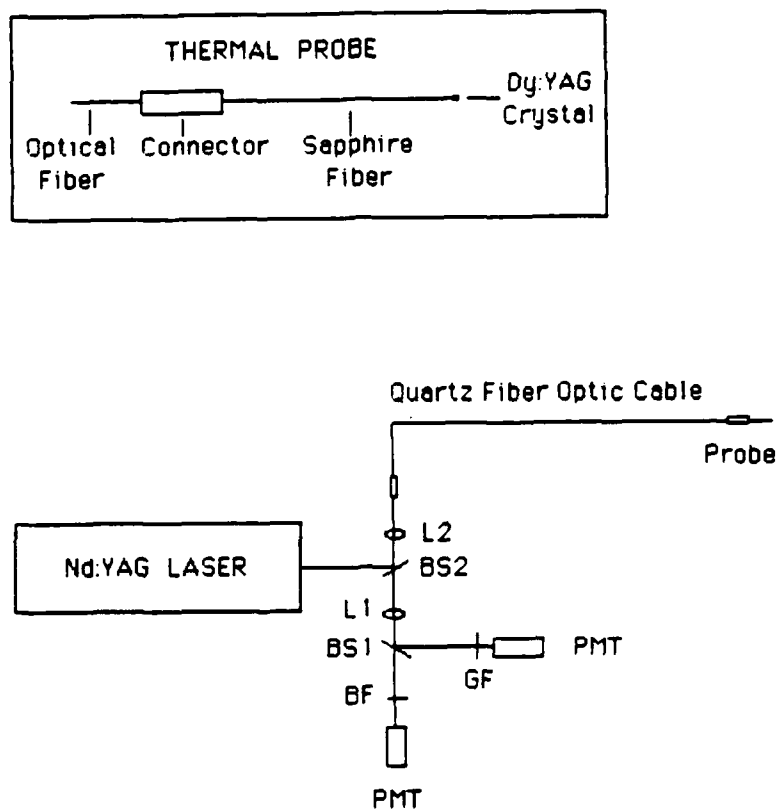 THERMAL PROBE
Dy:YAG
Crystal
Optical
Fiber
Connector
Sapphire
Fiber
Quartz Fiber Optic Cable
Probe
L2
Nd:YAG LASER
BS2
L1
BS1
PMT
GF
BF
PMT